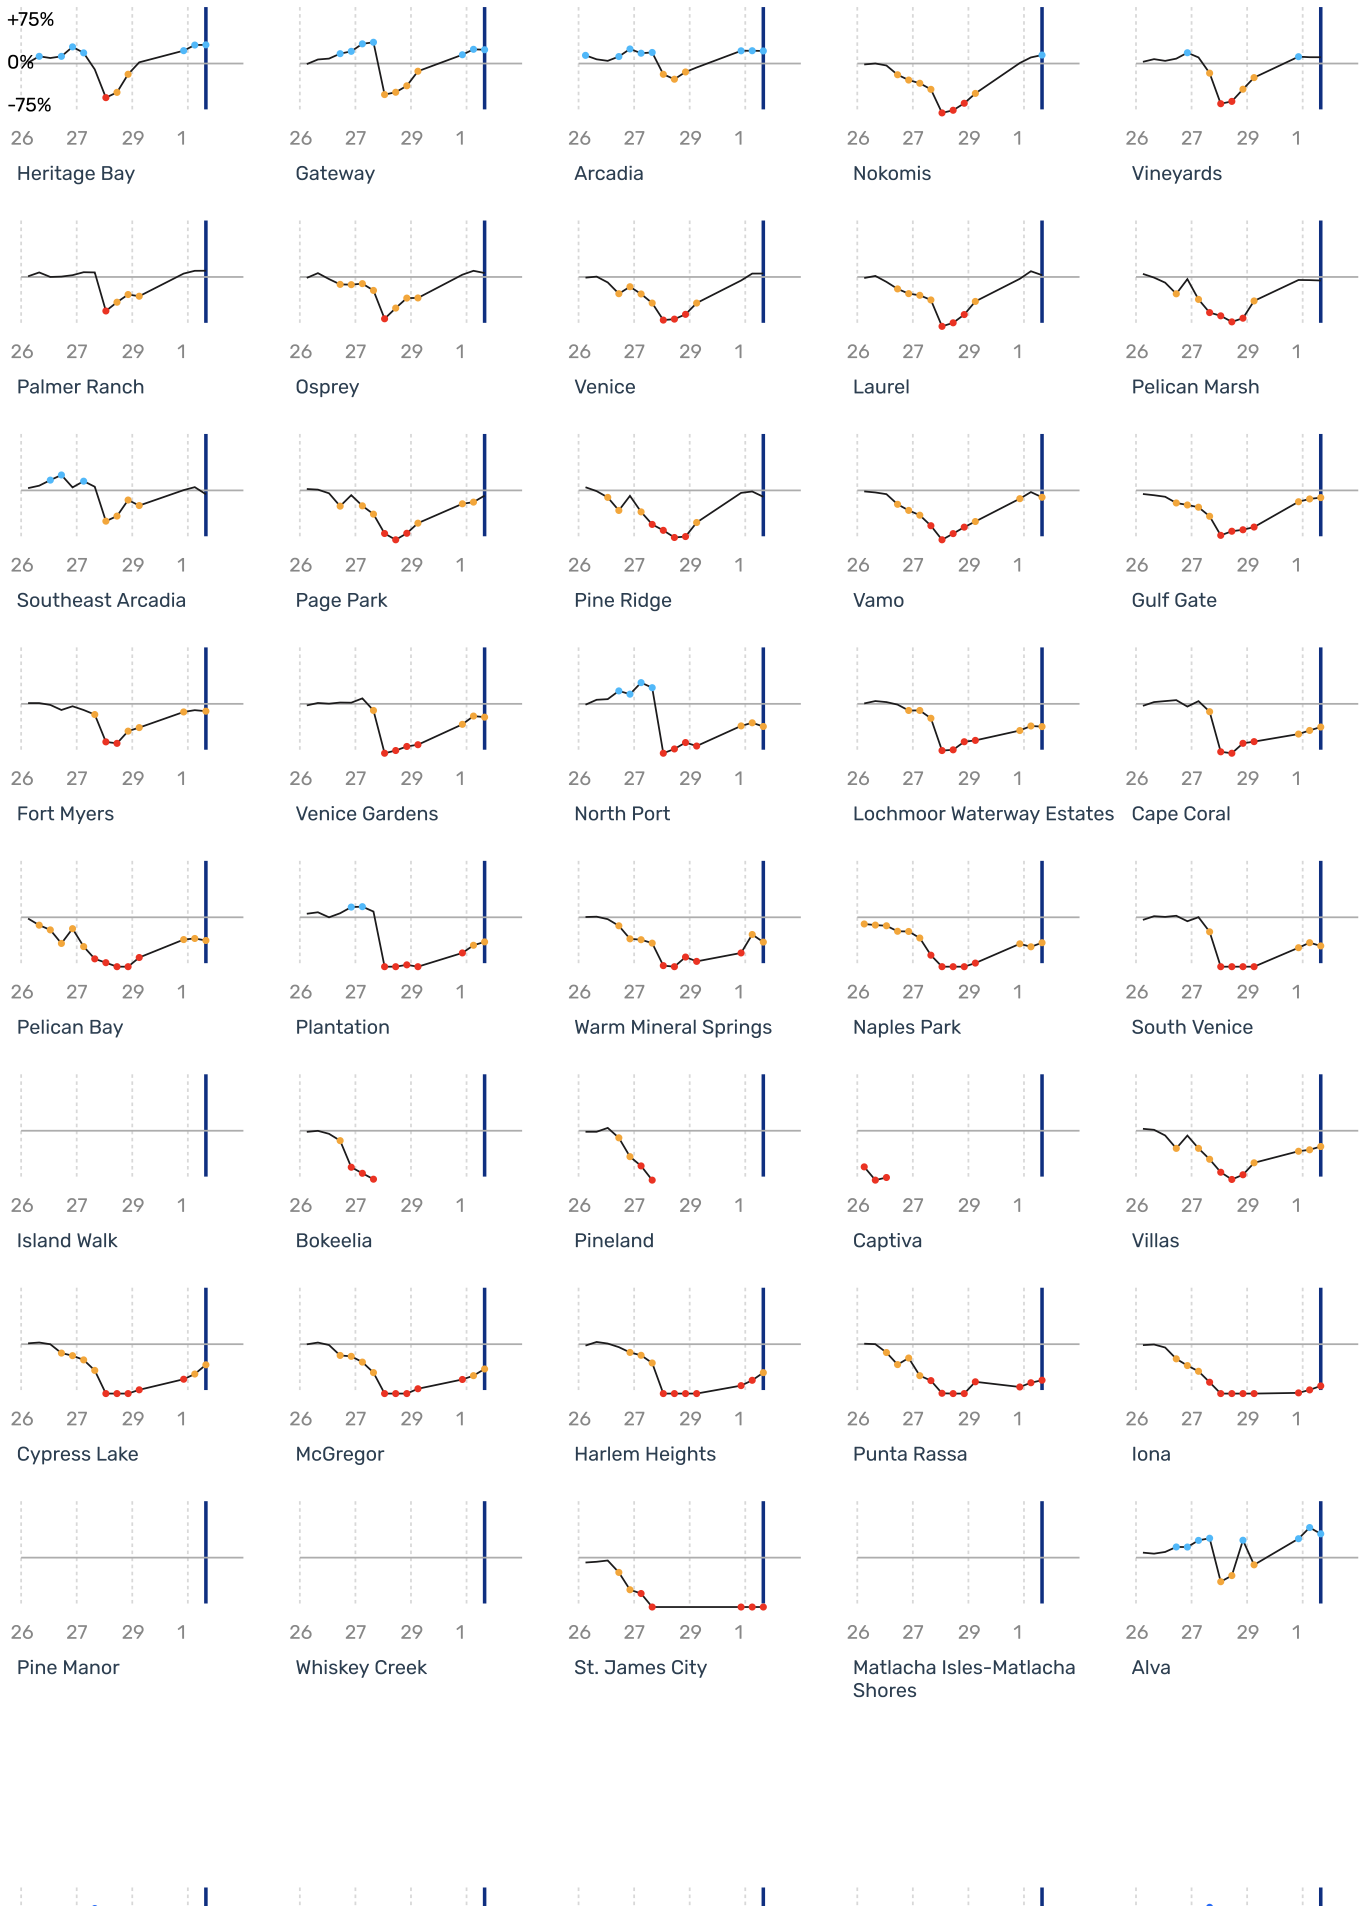 +75%
0%
-75%
26 27 29 1 26 27 29 1 26 27 29 1 26 27 29 1 26 27 29 1
Heritage Bay Gateway Arcadia Nokomis Vineyards
26 27 29 1 26 27 29 1 26 27 29 1 26 27 29 1 26 27 29 1
Palmer Ranch Osprey Venice Laurel Pelican Marsh
26 27 29 1 26 27 29 1 26 27 29 1 26 27 29 1 26 27 29 1
Southeast Arcadia Page Park Pine Ridge Vamo Gulf Gate
26 27 29 1 26 27 29 1 26 27 29 1 26 27 29 1 26 27 29 1
Fort Myers Venice Gardens North Port Lochmoor Waterway Estates Cape Coral
26 27 29 1 26 27 29 1 26 27 29 1 26 27 29 1 26 27 29 1
Pelican Bay Plantation Warm Mineral Springs Naples Park South Venice
26 27 29 1 26 27 29 1 26 27 29 1 26 27 29 1 26 27 29 1
Island Walk Bokeelia Pineland Captiva Villas
26 27 29 1 26 27 29 1 26 27 29 1 26 27 29 1 26 27 29 1
Cypress Lake McGregor Harlem Heights Punta Rassa Iona
26 27 29 1 26 27 29 1 26 27 29 1 26 27 29 1 26 27 29 1
Pine Manor Whiskey Creek St. James City Matlacha Isles-Matlacha Alva
Shores